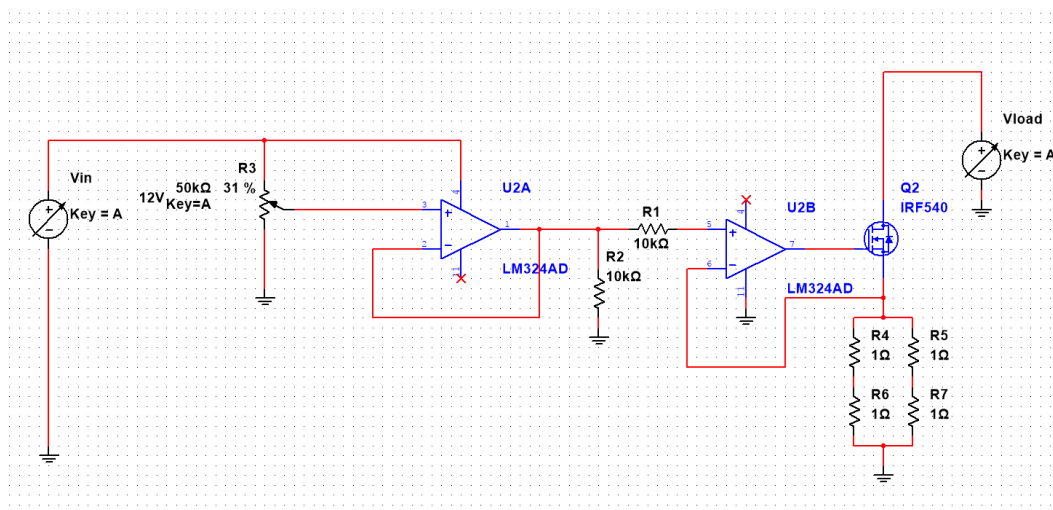 Vin
Key = A
12V
50kΩ
Key=A
R3
31 %
U2A
3
2
4
11
1
LM324AD
R2
10kΩ
R1
10kΩ
5
6
4
11
7
U2B
LM324AD
Q2
IRF540
Vload
Key = A
R4
1Ω
R5
1Ω
R6
1Ω
R7
1Ω